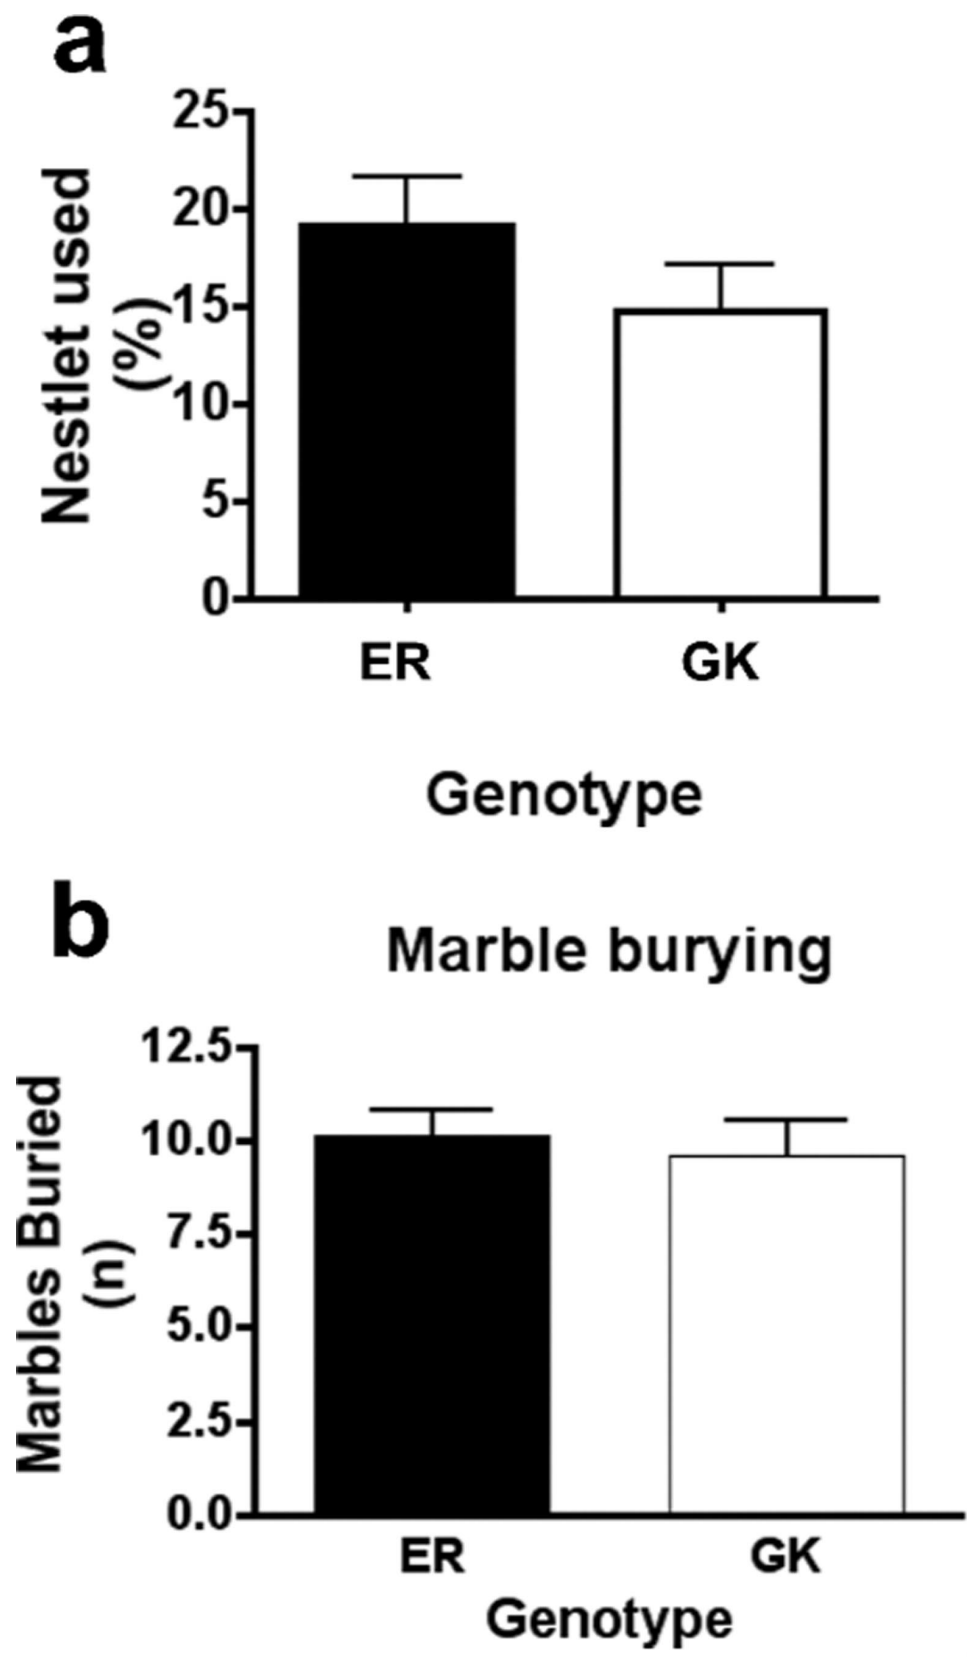 a
25
20
15
10
5
0
Nestlet used
(%)
ER GK
Genotype
b
Marble burying
12.5
10.0
7.5
5.0
2.5
0.0
Marbles Buried
(n)
ER GK
Genotype